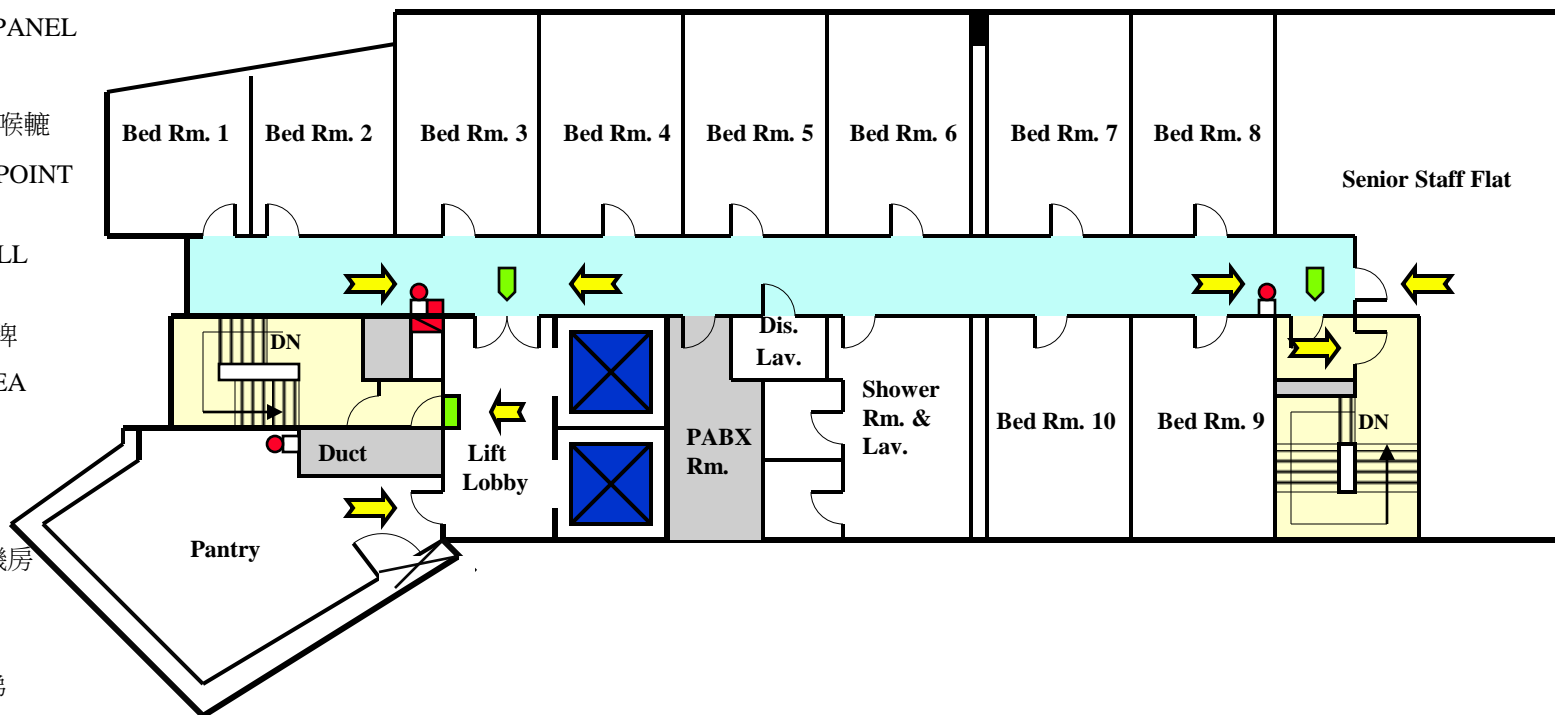 PANEL
喉轆
POINT
LL
牌
EA
機房
Bed Rm. 1
Bed Rm. 2
Bed Rm. 3
Bed Rm. 4
Bed Rm. 5
Bed Rm. 6
Bed Rm. 7
Bed Rm. 8
Senior Staff Flat
DN
Dis.
Lav.
Shower
Rm. &
Lav.
Bed Rm. 10
Bed Rm. 9
DN
PABX
Rm.
Duct
Lift
Lobby
Pantry